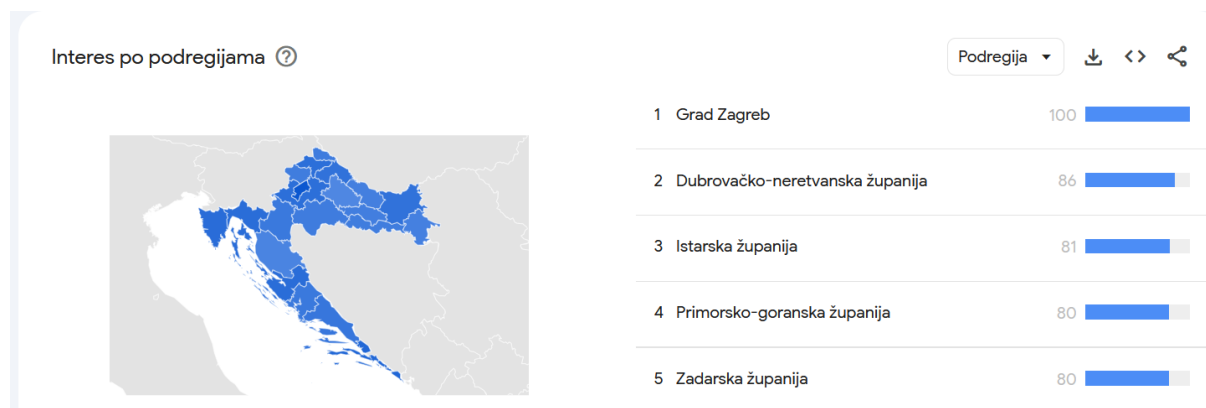 Interes po podregijama
Podregija
1 Grad Zagreb 100
2 Dubrovačko-neretvanska županija 86
3 Istarska županija 81
4 Primorsko-goranska županija 80
5 Zadarska županija 80